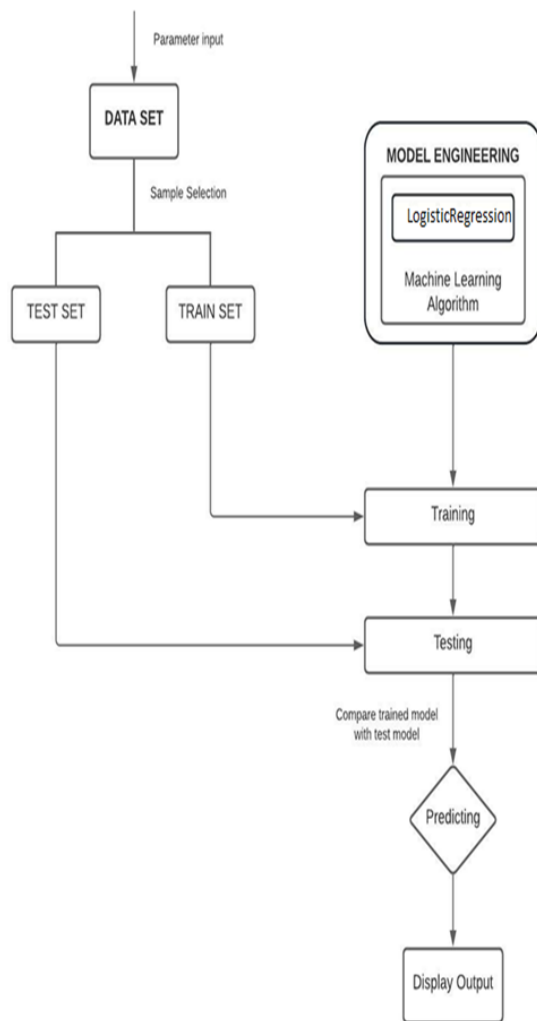 Parameter input
DATA SET
Sample Selection
TEST SET
TRAIN SET
MODEL ENGINEERING
LogisticRegression
Machine Learning
Algorithm
Training
Testing
Compare trained model
with test model
Predicting
Display Output